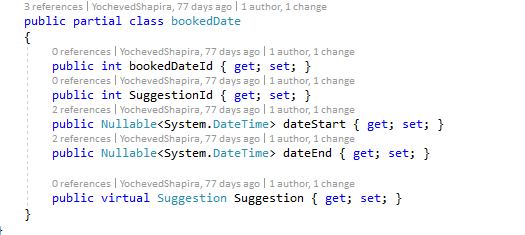 3 references | YochevedShapira, 77 days ago | 1 author, 1 change
public partial class bookedDate
{
0 references | YochevedShapira, 77 days ago | 1 author, 1 change
public int bookedDateId { get; set; }
0 references | YochevedShapira, 77 days ago | 1 author, 1 change
public int SuggestionId { get; set; }
2 references | YochevedShapira, 77 days ago | 1 author, 1 change
public Nullable<System.DateTime> dateStart { get; set; }
2 references | YochevedShapira, 77 days ago | 1 author, 1 change
public Nullable<System.DateTime> dateEnd { get; set; }
0 references | YochevedShapira, 77 days ago | 1 author, 1 change
public virtual Suggestion Suggestion { get; set; }
}
}